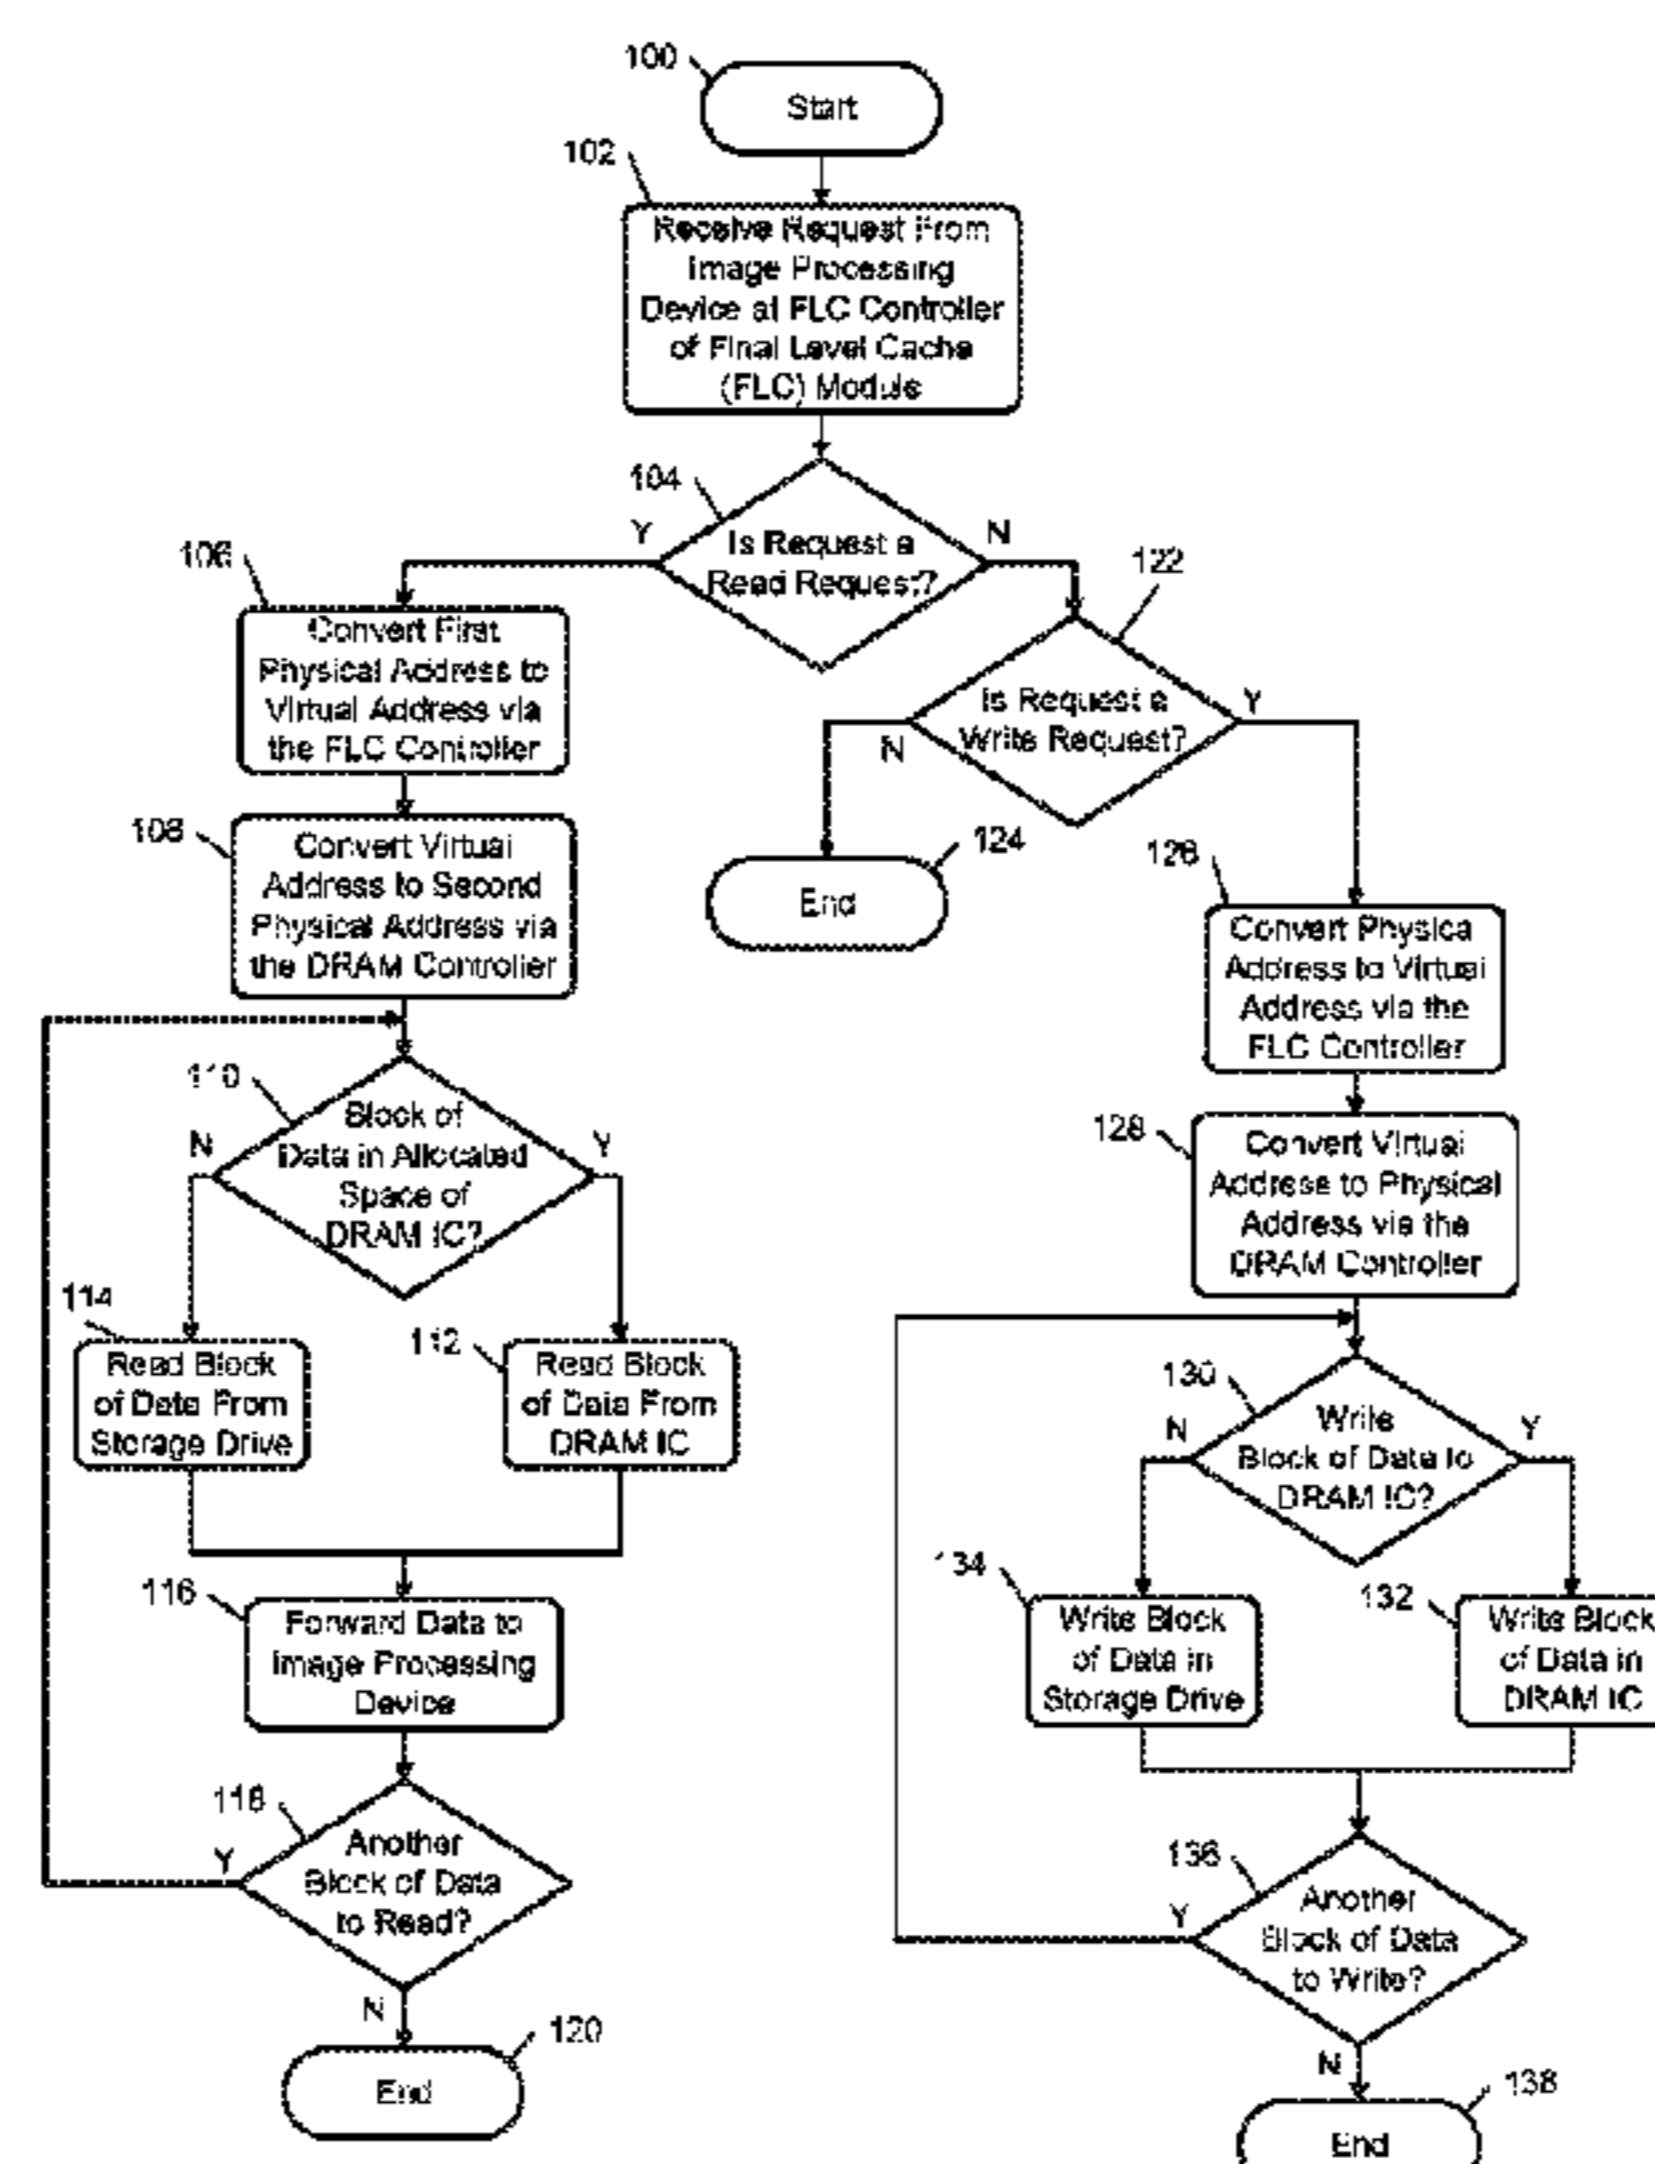 100
Start
102
Receive Request From
Image Processing
Device at FLC Controller
of Final Level Cache
(FLC) Module
104
Y
N
Is Request a
Read Request?
106
Convert First
Physical Address to
Virtual Address via
the FLC Controller
108
Convert Virtual
Address to Second
Physical Address via
the DRAM Controller
110
N
Y
Block of
Data in Allocated
Space of
DRAM IC?
114
Read Block
of Data From
Storage Drive
112
Read Block
of Data From
DRAM IC
116
Forward Data to
Image Processing
Device
118
Y
Another
Block of Data
to Read?
N
120
End
122
Is Request a
Write Request?
N
Y
124
End
126
Convert Physica
Address to Virtual
Address via the
FLC Controller
128
Convert Virtual
Address to Physical
Address via the
DRAM Controller
130
N
Y
Write
Block of Data to
DRAM IC?
134
Write Block
of Data in
Storage Drive
132
Write Block
of Data in
DRAM IC
136
Y
Another
Block of Data
to Write?
N
138
End